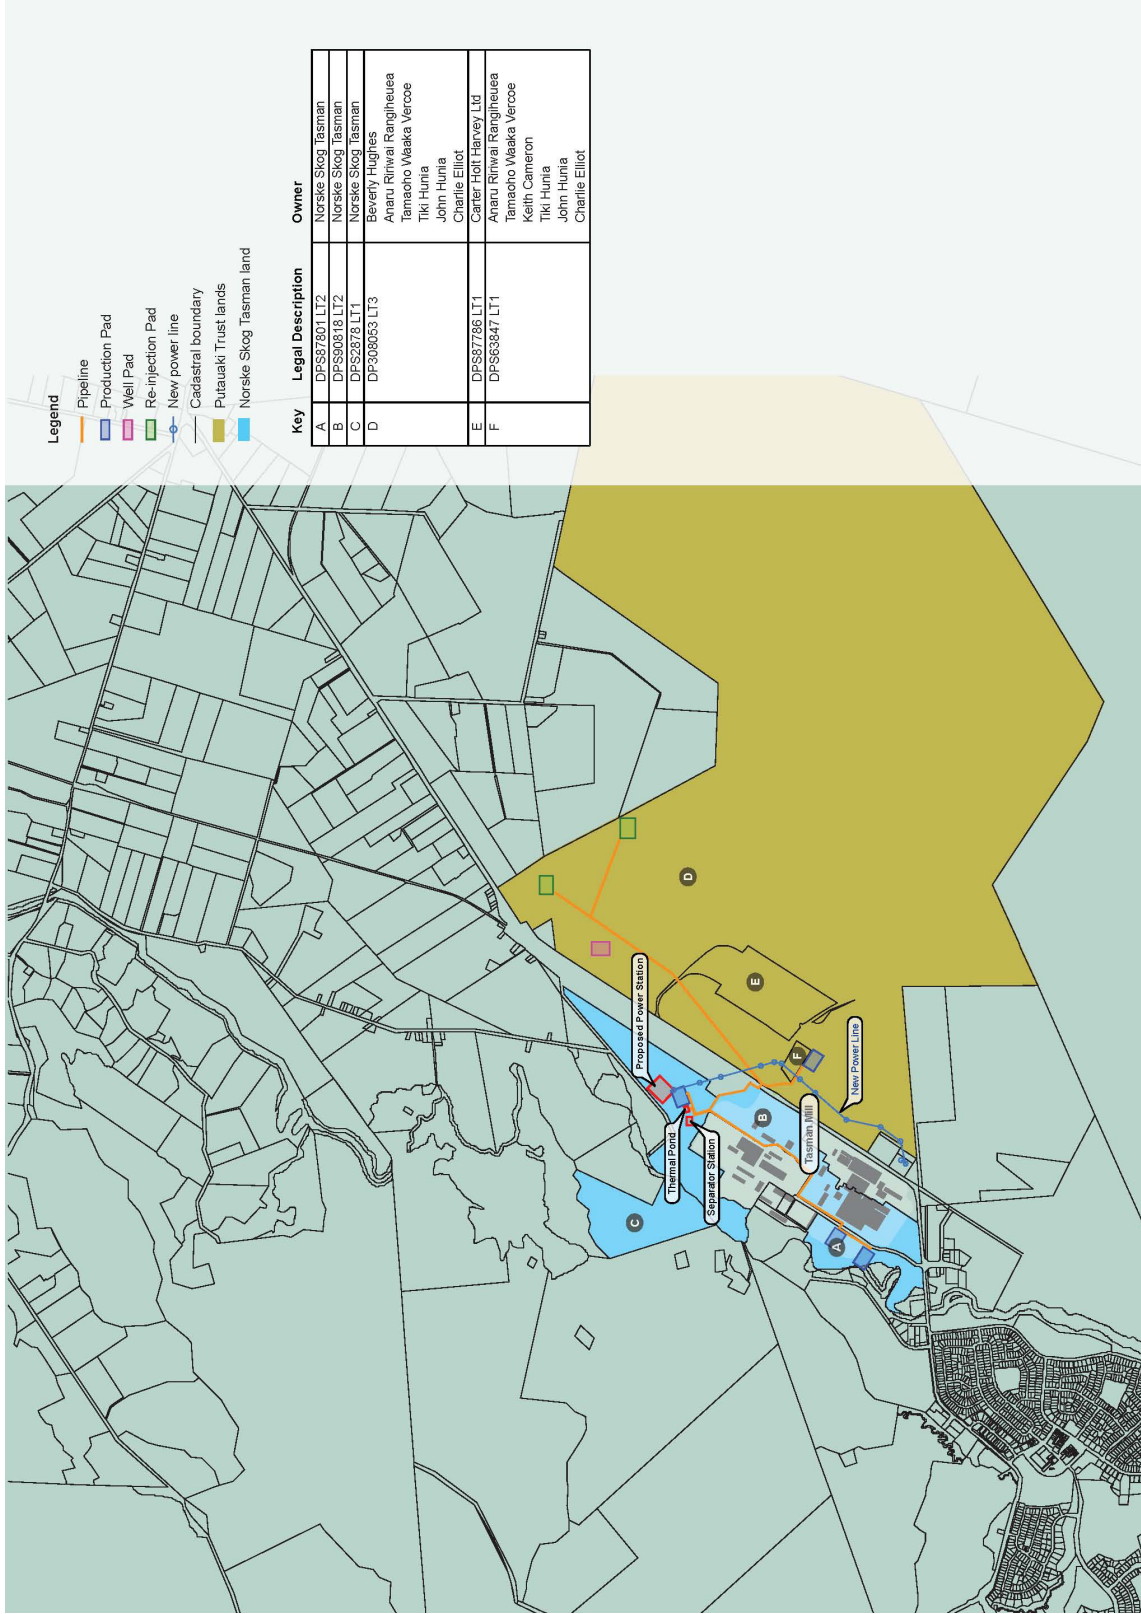 Legend
Pipeline
Production Pad
Well Pad
Re-injection Pad
New power line
Cadastral boundary
Putauaki Trust lands
Norske Skog Tasman land
Key Legal Description Owner
A DPS87801 LT2 Norske Skog Tasman
B DPS90818 LT2 Norske Skog Tasman
C DPS2878 LT1 Norske Skog Tasman
D DP308053 LT3 Beverly Hughes
Anaru Ririwai Rangiheuea
Tamaoho Waaka Vercoe
Tiki Hunia
John Hunia
Charlie Elliot
E DPS87786 LT1 Carter Holt Harvey Ltd
F DPS63847 LT1 Anaru Ririwai Rangiheuea
Tamaoho Waaka Vercoe
Keith Cameron
Tiki Hunia
John Hunia
Charlie Elliot
Proposed Power Station
Thermal Pond
Separator Station
Tasman Mill
New Power Line
A
B
C
D
E
F